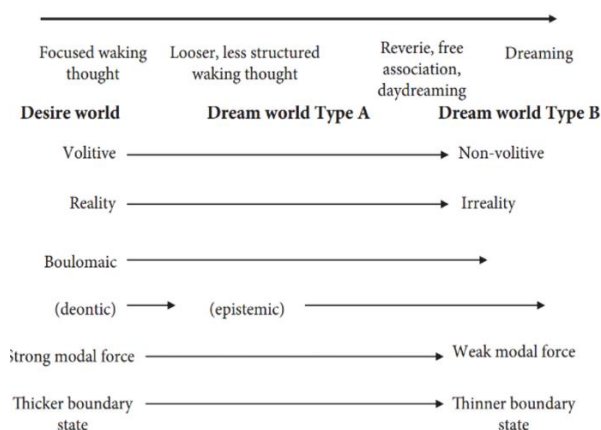 Focused waking thought
Looser, less structured waking thought
Reverie, free association, daydreaming
Dreaming
Desire world
Dream world Type A
Dream world Type B
Volitive
Non-volitive
Reality
Irreality
Boulomaic
(deontic)
(epistemic)
Strong modal force
Weak modal force
Thicker boundary state
Thinner boundary state